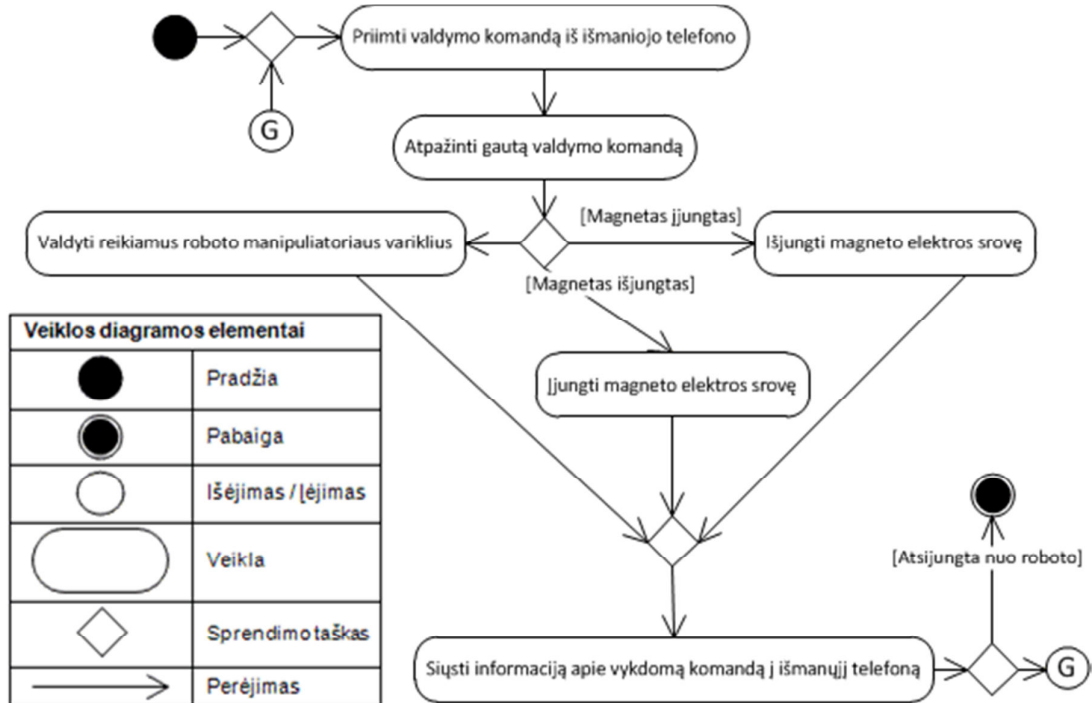 Priimti valdymo komandą iš išmaniojo telefono
G
Atpažinti gautą valdymo komandą
[Magnetas įjungtas]
Valdyti reikiamus roboto manipuliatoriaus variklius
Išjungti magneto elektros srovę
[Magnetas išjungtas]
Įjungti magneto elektros srovę
Veiklos diagramos elementai
Pradžia
Pabaiga
Išėjimas / Įėjimas
Veikla
Sprendimo taškas
Perėjimas
[Atsijungta nuo roboto]
Siųsti informaciją apie vykdomą komandą į išmanųjį telefoną
G